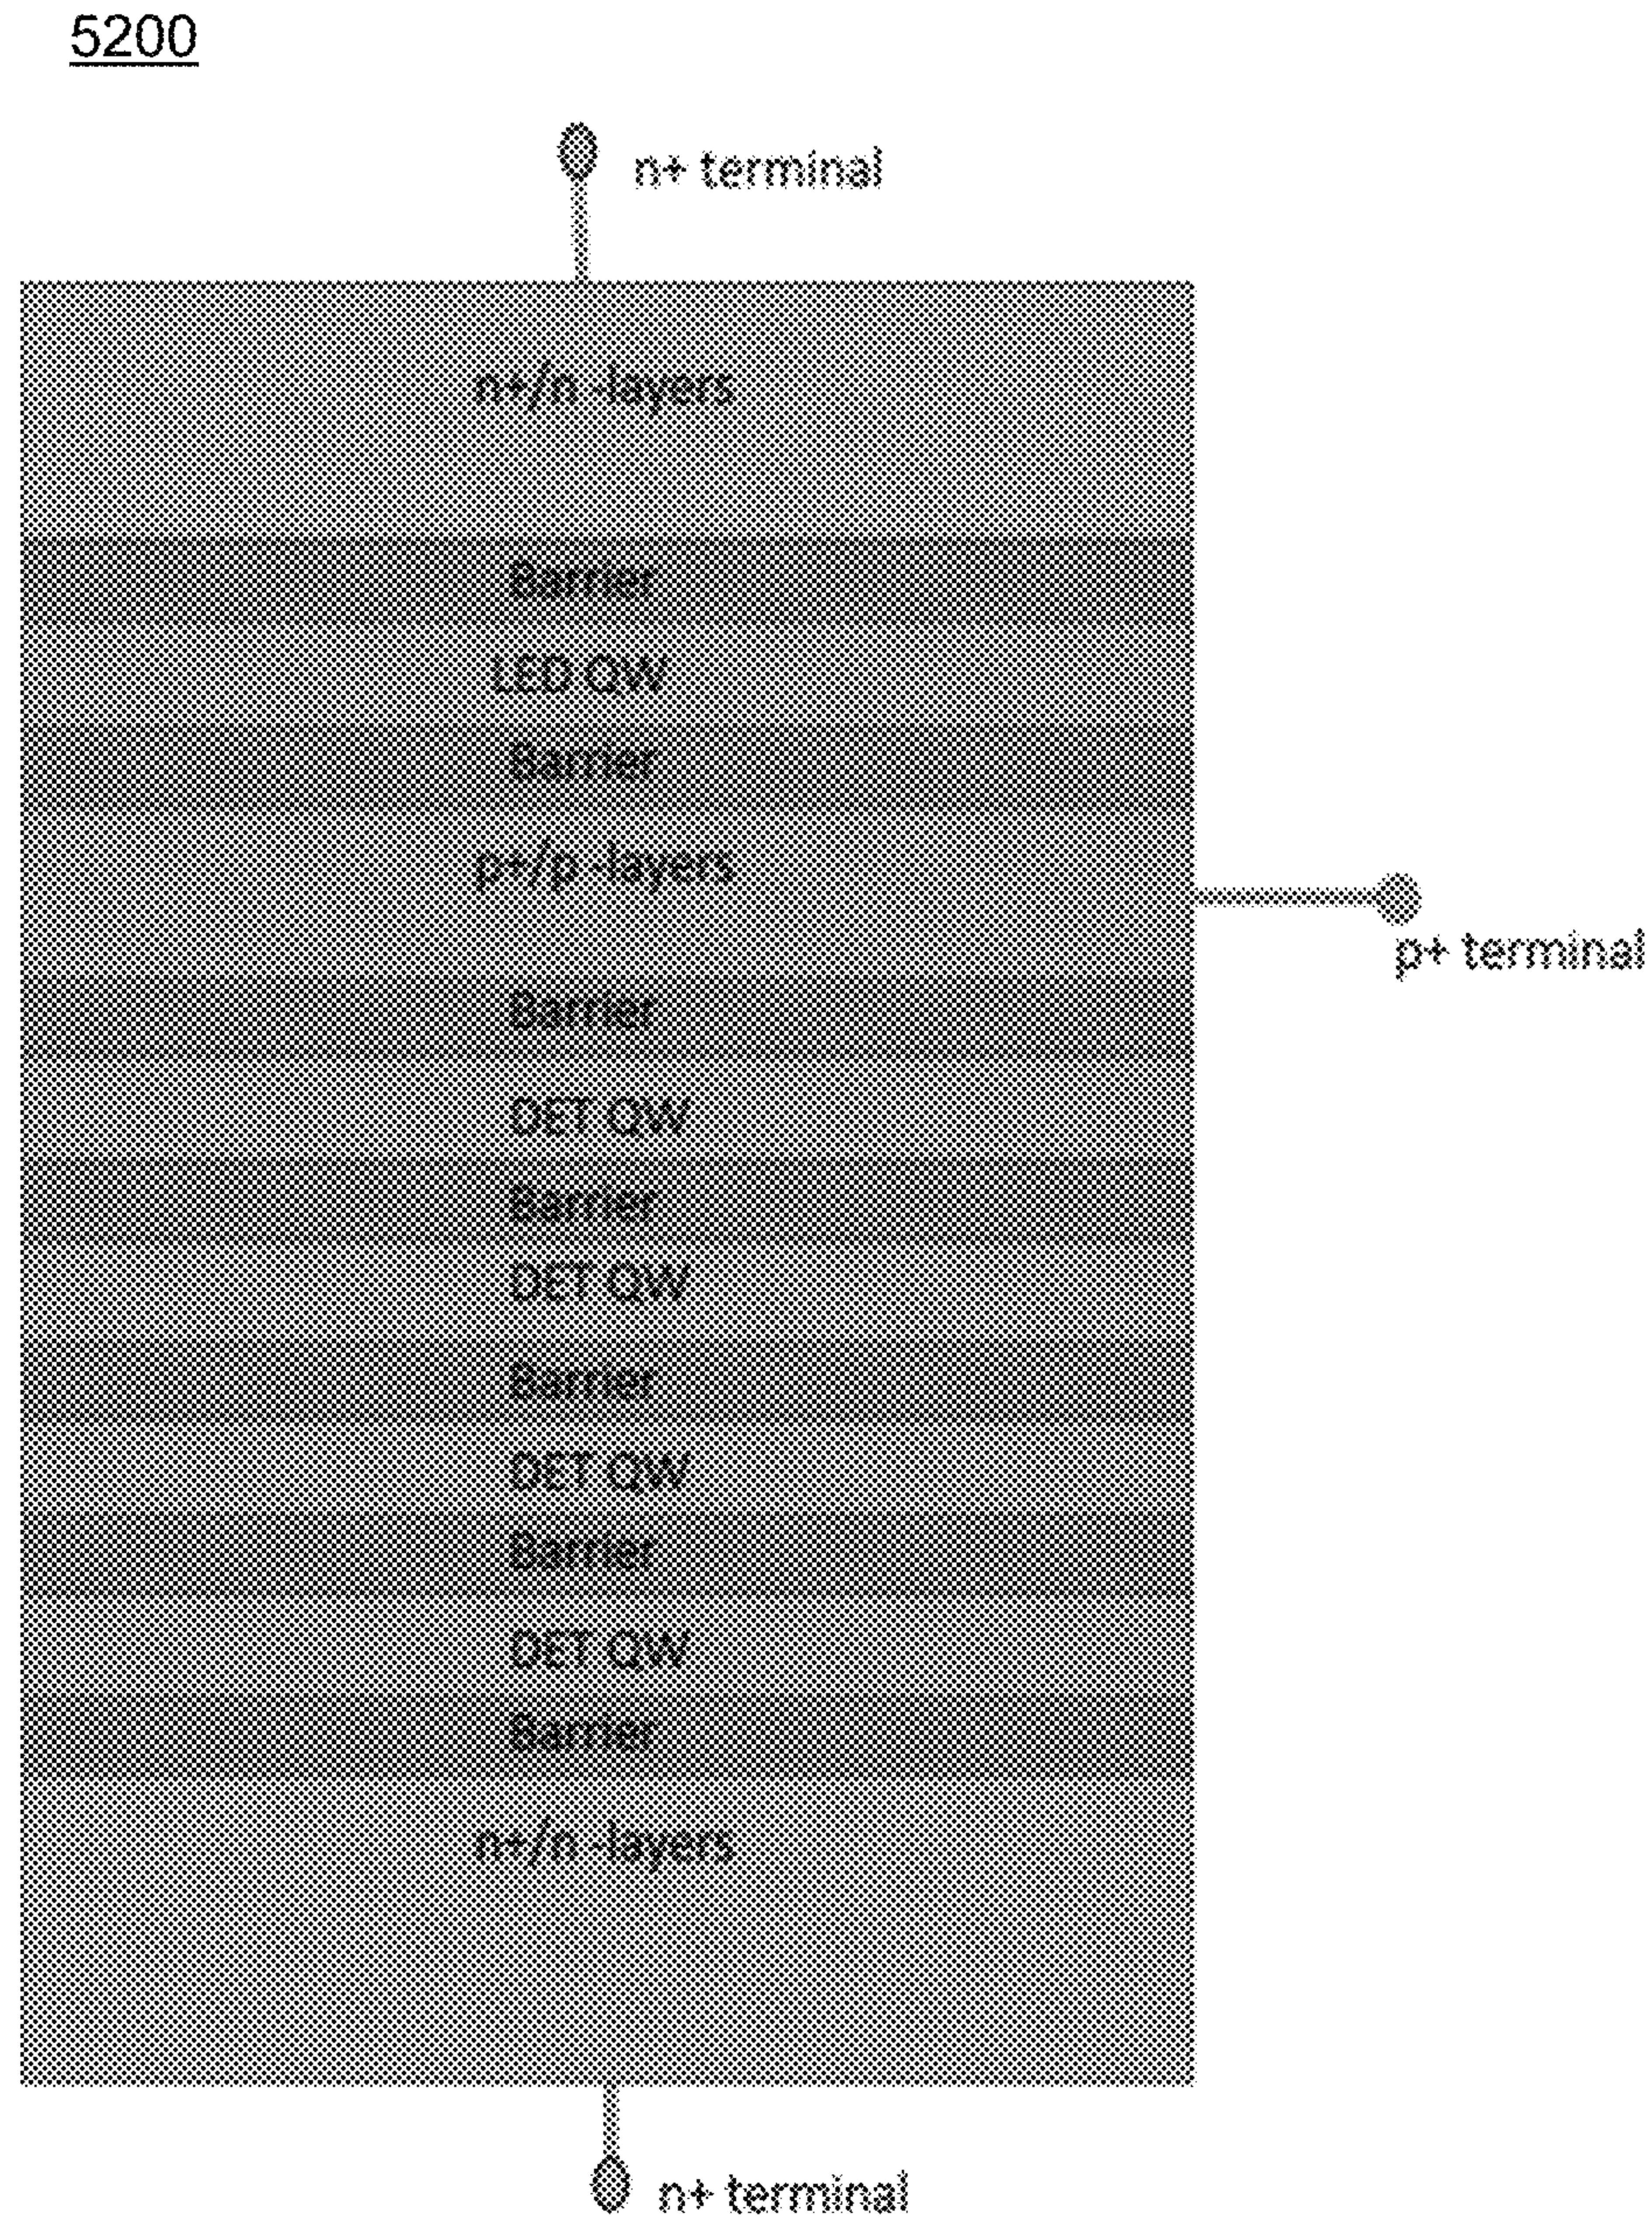 5200
n+ terminal
n+/n -layers
Barrier
LED QW
Barrier
p+/p -layers
p+ terminal
Barrier
DET QW
Barrier
DET QW
Barrier
DET QW
Barrier
DET QW
Barrier
n+/n -layers
n+ terminal